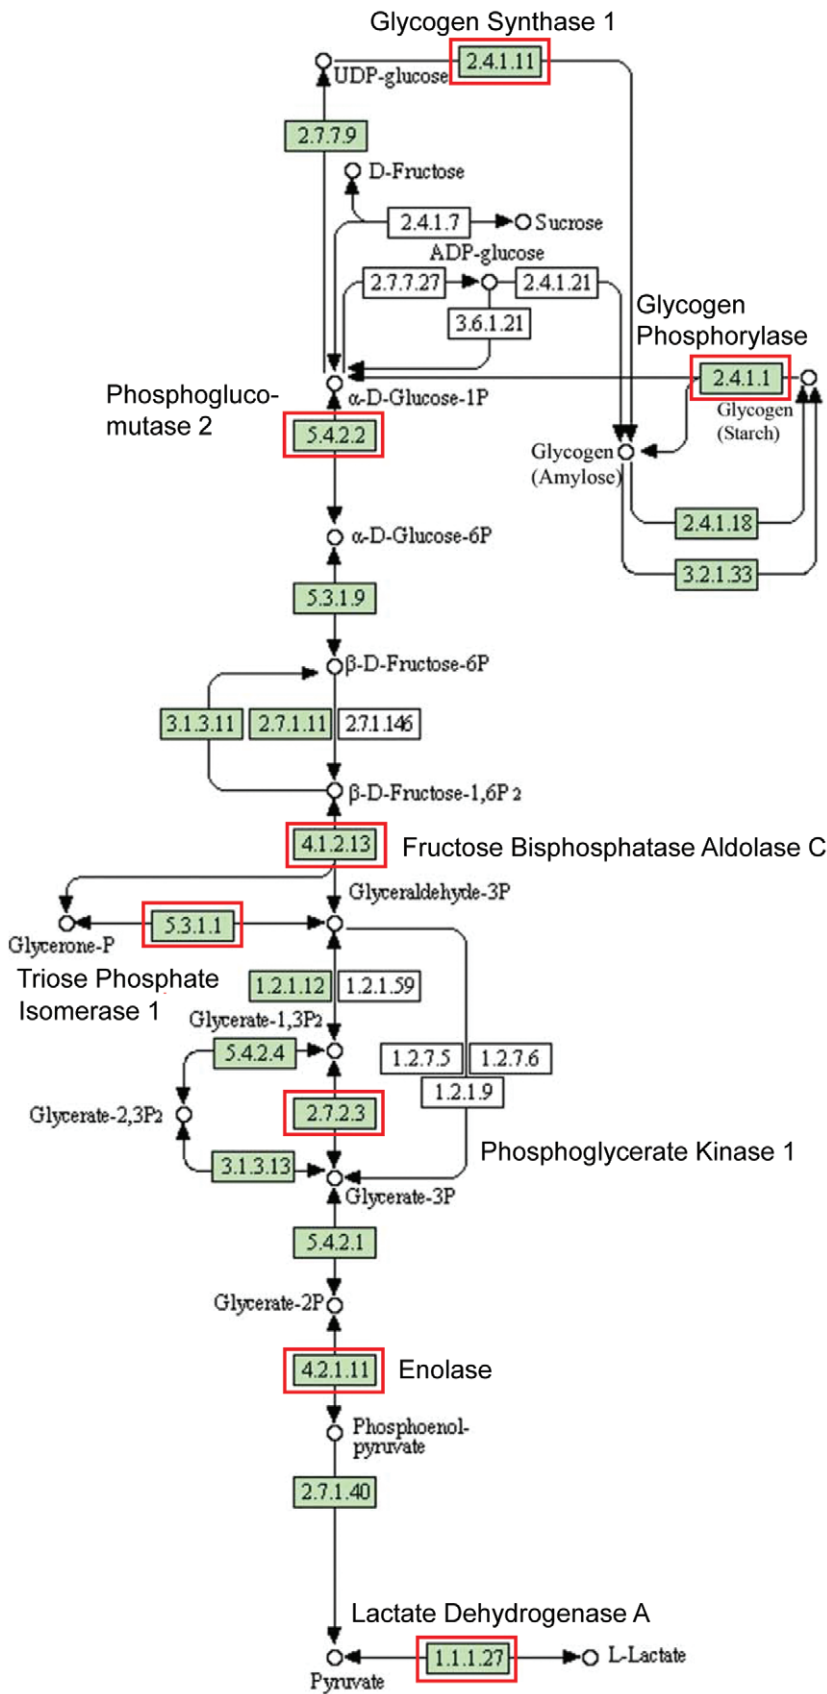 Glycogen Synthase 1
2.4.1.11
UDP-glucose
2.7.7.9
D-Fructose
2.4.1.7
Sucrose
ADP-glucose
2.7.7.27
2.4.1.21
3.6.1.21
Glycogen
Phosphorylase
2.4.1.1
Phosphogluco-
mutase 2
α-D-Glucose-1P
Glycogen
(Starch)
5.4.2.2
Glycogen
(Amylose)
2.4.1.18
α-D-Glucose-6P
3.2.1.33
5.3.1.9
β-D-Fructose-6P
3.1.3.11
2.7.1.11
2.7.1.146
β-D-Fructose-1,6P2
4.1.2.13
Fructose Bisphosphatase Aldolase C
Glyceraldehyde-3P
5.3.1.1
Glycerone-P
Triose Phosphate
Isomerase 1
1.2.1.12
1.2.1.59
Glycerate-1,3P2
5.4.2.4
1.2.7.5
1.2.7.6
1.2.1.9
Glycerate-2,3P2
2.7.2.3
Phosphoglycerate Kinase 1
3.1.3.13
Glycerate-3P
5.4.2.1
Glycerate-2P
4.2.1.11
Enolase
Phosphoenol-
pyruvate
2.7.1.40
Lactate Dehydrogenase A
1.1.1.27
L-Lactate
Pyruvate